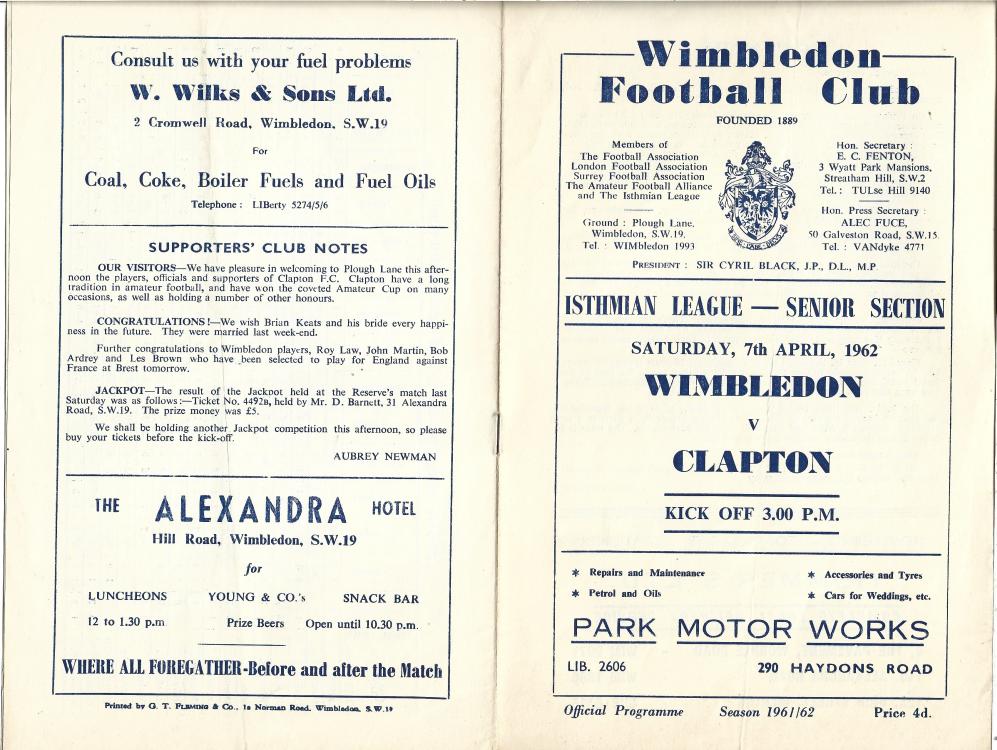 Consult us with your fuel problems
W. Wilks & Sons Ltd.
2 Cromwell Road, Wimbledon, S.W.19
For
Coal, Coke, Boiler Fuels and Fuel Oils
Telephone : LIBerty 5274/5/6
SUPPORTERS' CLUB NOTES
OUR VISITORS—We have pleasure in welcoming to Plough Lane this after-
noon the players, officials and supporters of Clapton F.C. Clapton have a long
tradition in amateur football, and have won the coveted Amateur Cup on many
occasions, as well as holding a number of other honours.
CONGRATULATIONS !—We wish Brian Keats and his bride every happi-
ness in the future. They were married last week-end.
Further congratulations to Wimbledon players, Roy Law, John Martin, Bob
Ardrey and Les Brown who have been selected to play for England against
France at Brest tomorrow.
JACKPOT—The result of the Jackpot held at the Reserve's match last
Saturday was as follows :—Ticket No. 4492B, held by Mr. D. Barnett, 31 Alexandra
Road, S.W.19. The prize money was £5.
We shall be holding another Jackpot competition this afternoon, so please
buy your tickets before the kick-off.
AUBREY NEWMAN
THE ALEXANDRA HOTEL
Hill Road, Wimbledon, S.W.19
for
LUNCHEONS YOUNG & CO.'s SNACK BAR
12 to 1.30 p.m Prize Beers Open until 10.30 p.m.
WHERE ALL FOREGATHER-Before and after the Match
Printed by G. T. FLEMING & Co., 1a Norman Road, Wimbledon, S.W.19
Wimbledon
Football Club
FOUNDED 1889
Members of
The Football Association
London Football Association
Surrey Football Association
The Amateur Football Alliance
and The Isthmian League
Ground : Plough Lane,
Wimbledon, S.W.19.
Tel. : WIMbledon 1993
Hon. Secretary :
E. C. FENTON,
3 Wyatt Park Mansions,
Streatham Hill, S.W.2
Tel. : TULse Hill 9140
Hon. Press Secretary :
ALEC FUCE,
50 Galveston Road, S.W.15.
Tel. : VANdyke 4771
PRESIDENT : SIR CYRIL BLACK, J.P., D.L., M.P
ISTHMIAN LEAGUE — SENIOR SECTION
SATURDAY, 7th APRIL, 1962
WIMBLEDON
v
CLAPTON
KICK OFF 3.00 P.M.
* Repairs and Maintenance * Accessories and Tyres
* Petrol and Oils * Cars for Weddings, etc.
PARK MOTOR WORKS
LIB. 2606 290 HAYDONS ROAD
Official Programme Season 1961/62 Price 4d.